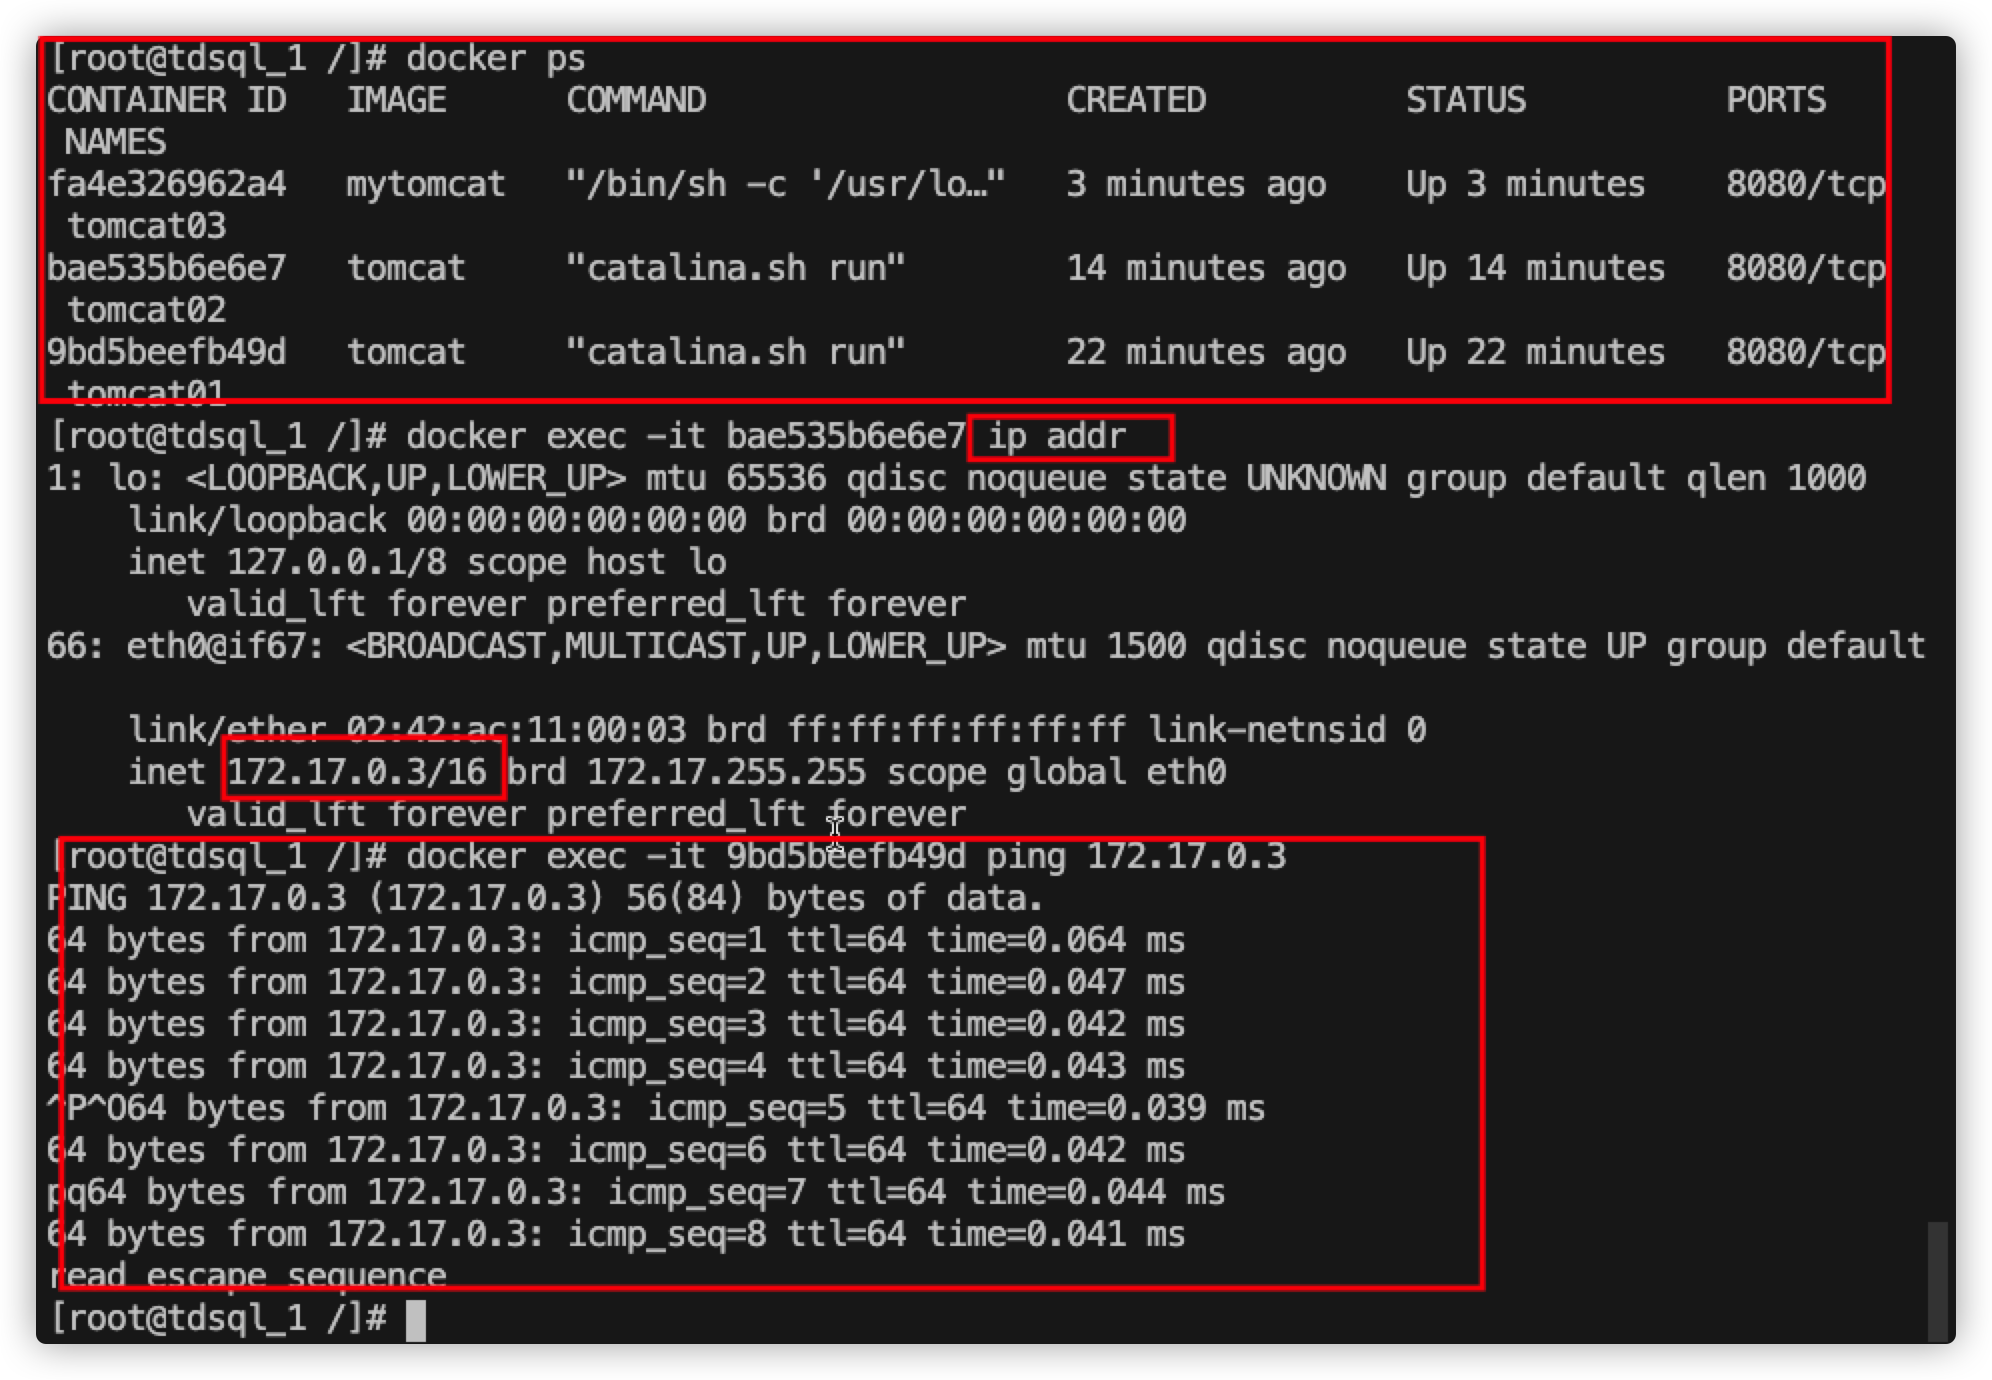 [root@tdsql_1 /]# docker ps
CONTAINER ID   IMAGE      COMMAND                  CREATED          STATUS          PORTS
 NAMES
fa4e326962a4   mytomcat   "/bin/sh -c '/usr/lo…"   3 minutes ago    Up 3 minutes    8080/tcp
 tomcat03
bae535b6e6e7   tomcat     "catalina.sh run"        14 minutes ago   Up 14 minutes   8080/tcp
 tomcat02
9bd5beefb49d   tomcat     "catalina.sh run"        22 minutes ago   Up 22 minutes   8080/tcp
 tomcat01
[root@tdsql_1 /]# docker exec -it bae535b6e6e7 ip addr
1: lo: <LOOPBACK,UP,LOWER_UP> mtu 65536 qdisc noqueue state UNKNOWN group default qlen 1000
    link/loopback 00:00:00:00:00:00 brd 00:00:00:00:00:00
    inet 127.0.0.1/8 scope host lo
       valid_lft forever preferred_lft forever
66: eth0@if67: <BROADCAST,MULTICAST,UP,LOWER_UP> mtu 1500 qdisc noqueue state UP group default
    link/ether 02:42:ac:11:00:03 brd ff:ff:ff:ff:ff:ff link-netnsid 0
    inet 172.17.0.3/16 brd 172.17.255.255 scope global eth0
       valid_lft forever preferred_lft forever
[root@tdsql_1 /]# docker exec -it 9bd5beefb49d ping 172.17.0.3
PING 172.17.0.3 (172.17.0.3) 56(84) bytes of data.
64 bytes from 172.17.0.3: icmp_seq=1 ttl=64 time=0.064 ms
64 bytes from 172.17.0.3: icmp_seq=2 ttl=64 time=0.047 ms
64 bytes from 172.17.0.3: icmp_seq=3 ttl=64 time=0.042 ms
64 bytes from 172.17.0.3: icmp_seq=4 ttl=64 time=0.043 ms
^P^O64 bytes from 172.17.0.3: icmp_seq=5 ttl=64 time=0.039 ms
64 bytes from 172.17.0.3: icmp_seq=6 ttl=64 time=0.042 ms
pq64 bytes from 172.17.0.3: icmp_seq=7 ttl=64 time=0.044 ms
64 bytes from 172.17.0.3: icmp_seq=8 ttl=64 time=0.041 ms
read escape sequence
[root@tdsql_1 /]#